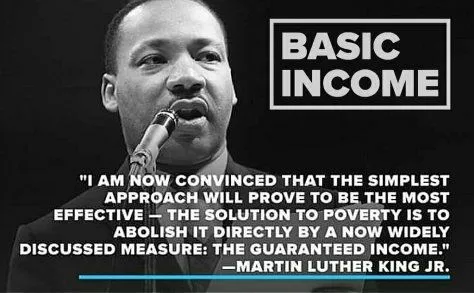 BASIC
INCOME
"I AM NOW CONVINCED THAT THE SIMPLEST
APPROACH WILL PROVE TO BE THE MOST
EFFECTIVE — THE SOLUTION TO POVERTY IS TO
ABOLISH IT DIRECTLY BY A NOW WIDELY
DISCUSSED MEASURE: THE GUARANTEED INCOME."
—MARTIN LUTHER KING JR.